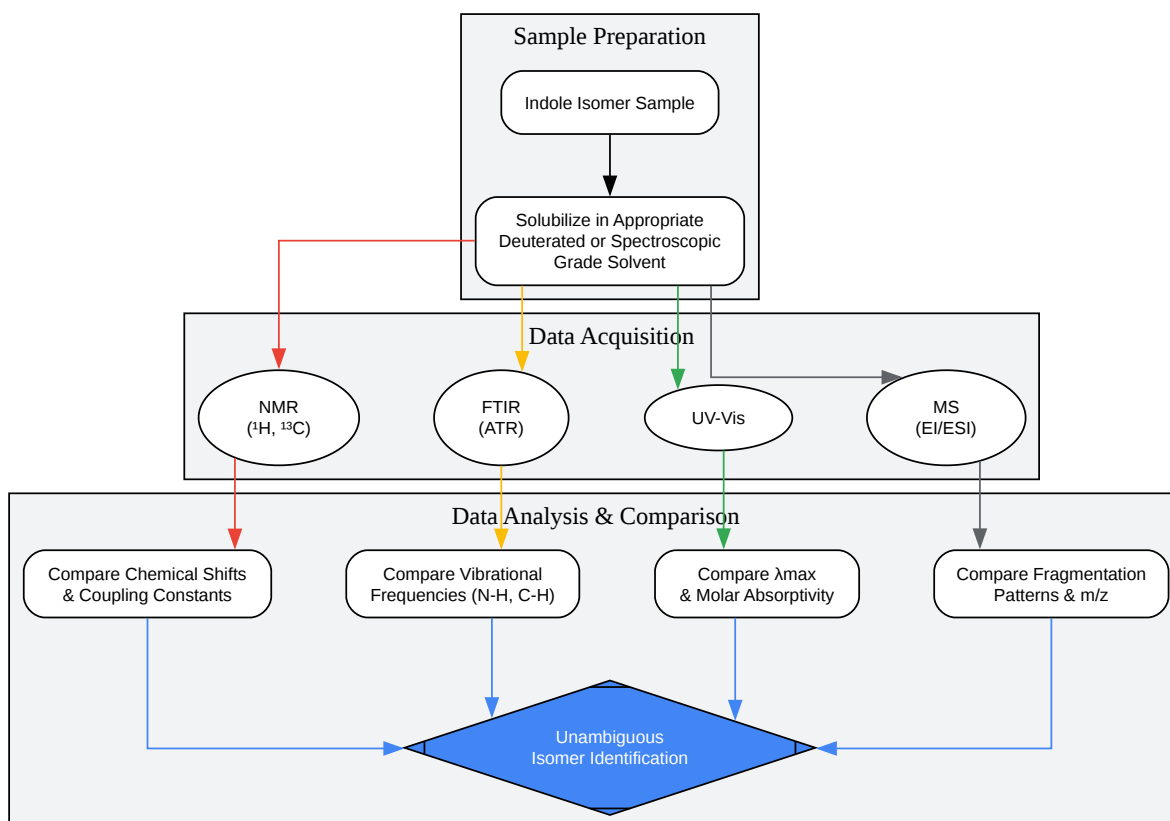 Sample Preparation
Indole Isomer Sample
Solubilize in Appropriate
Deuterated or Spectroscopic
Grade Solvent
Data Acquisition
NMR
(¹H, ¹³C)
FTIR
(ATR)
UV-Vis
MS
(EI/ESI)
Data Analysis & Comparison
Compare Chemical Shifts
& Coupling Constants
Compare Vibrational
Frequencies (N-H, C-H)
Compare λmax
& Molar Absorptivity
Compare Fragmentation
Patterns & m/z
Unambiguous
Isomer Identification